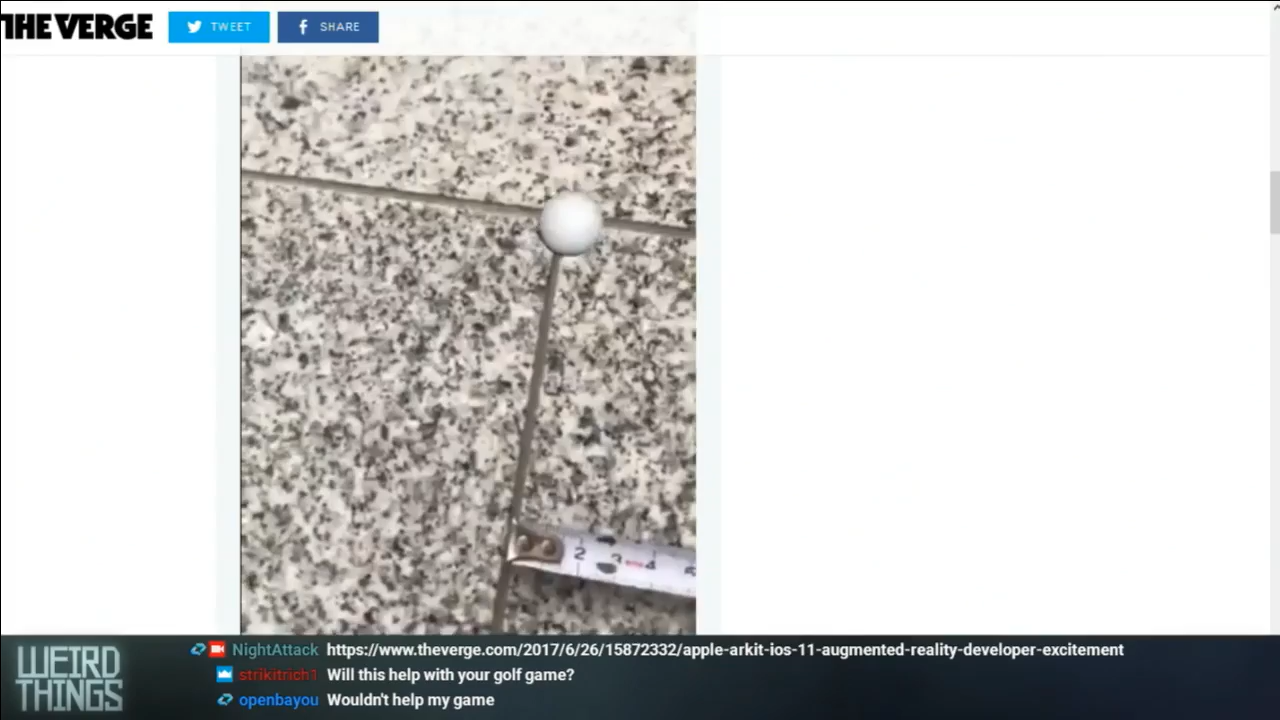 THE VERGE
TWEET
SHARE
2 3 4 5
WEIRD
THINGS
NightAttack https://www.theverge.com/2017/6/26/15872332/apple-arkit-ios-11-augmented-reality-developer-excitement
strikitrich1 Will this help with your golf game?
openbayou Wouldn't help my game